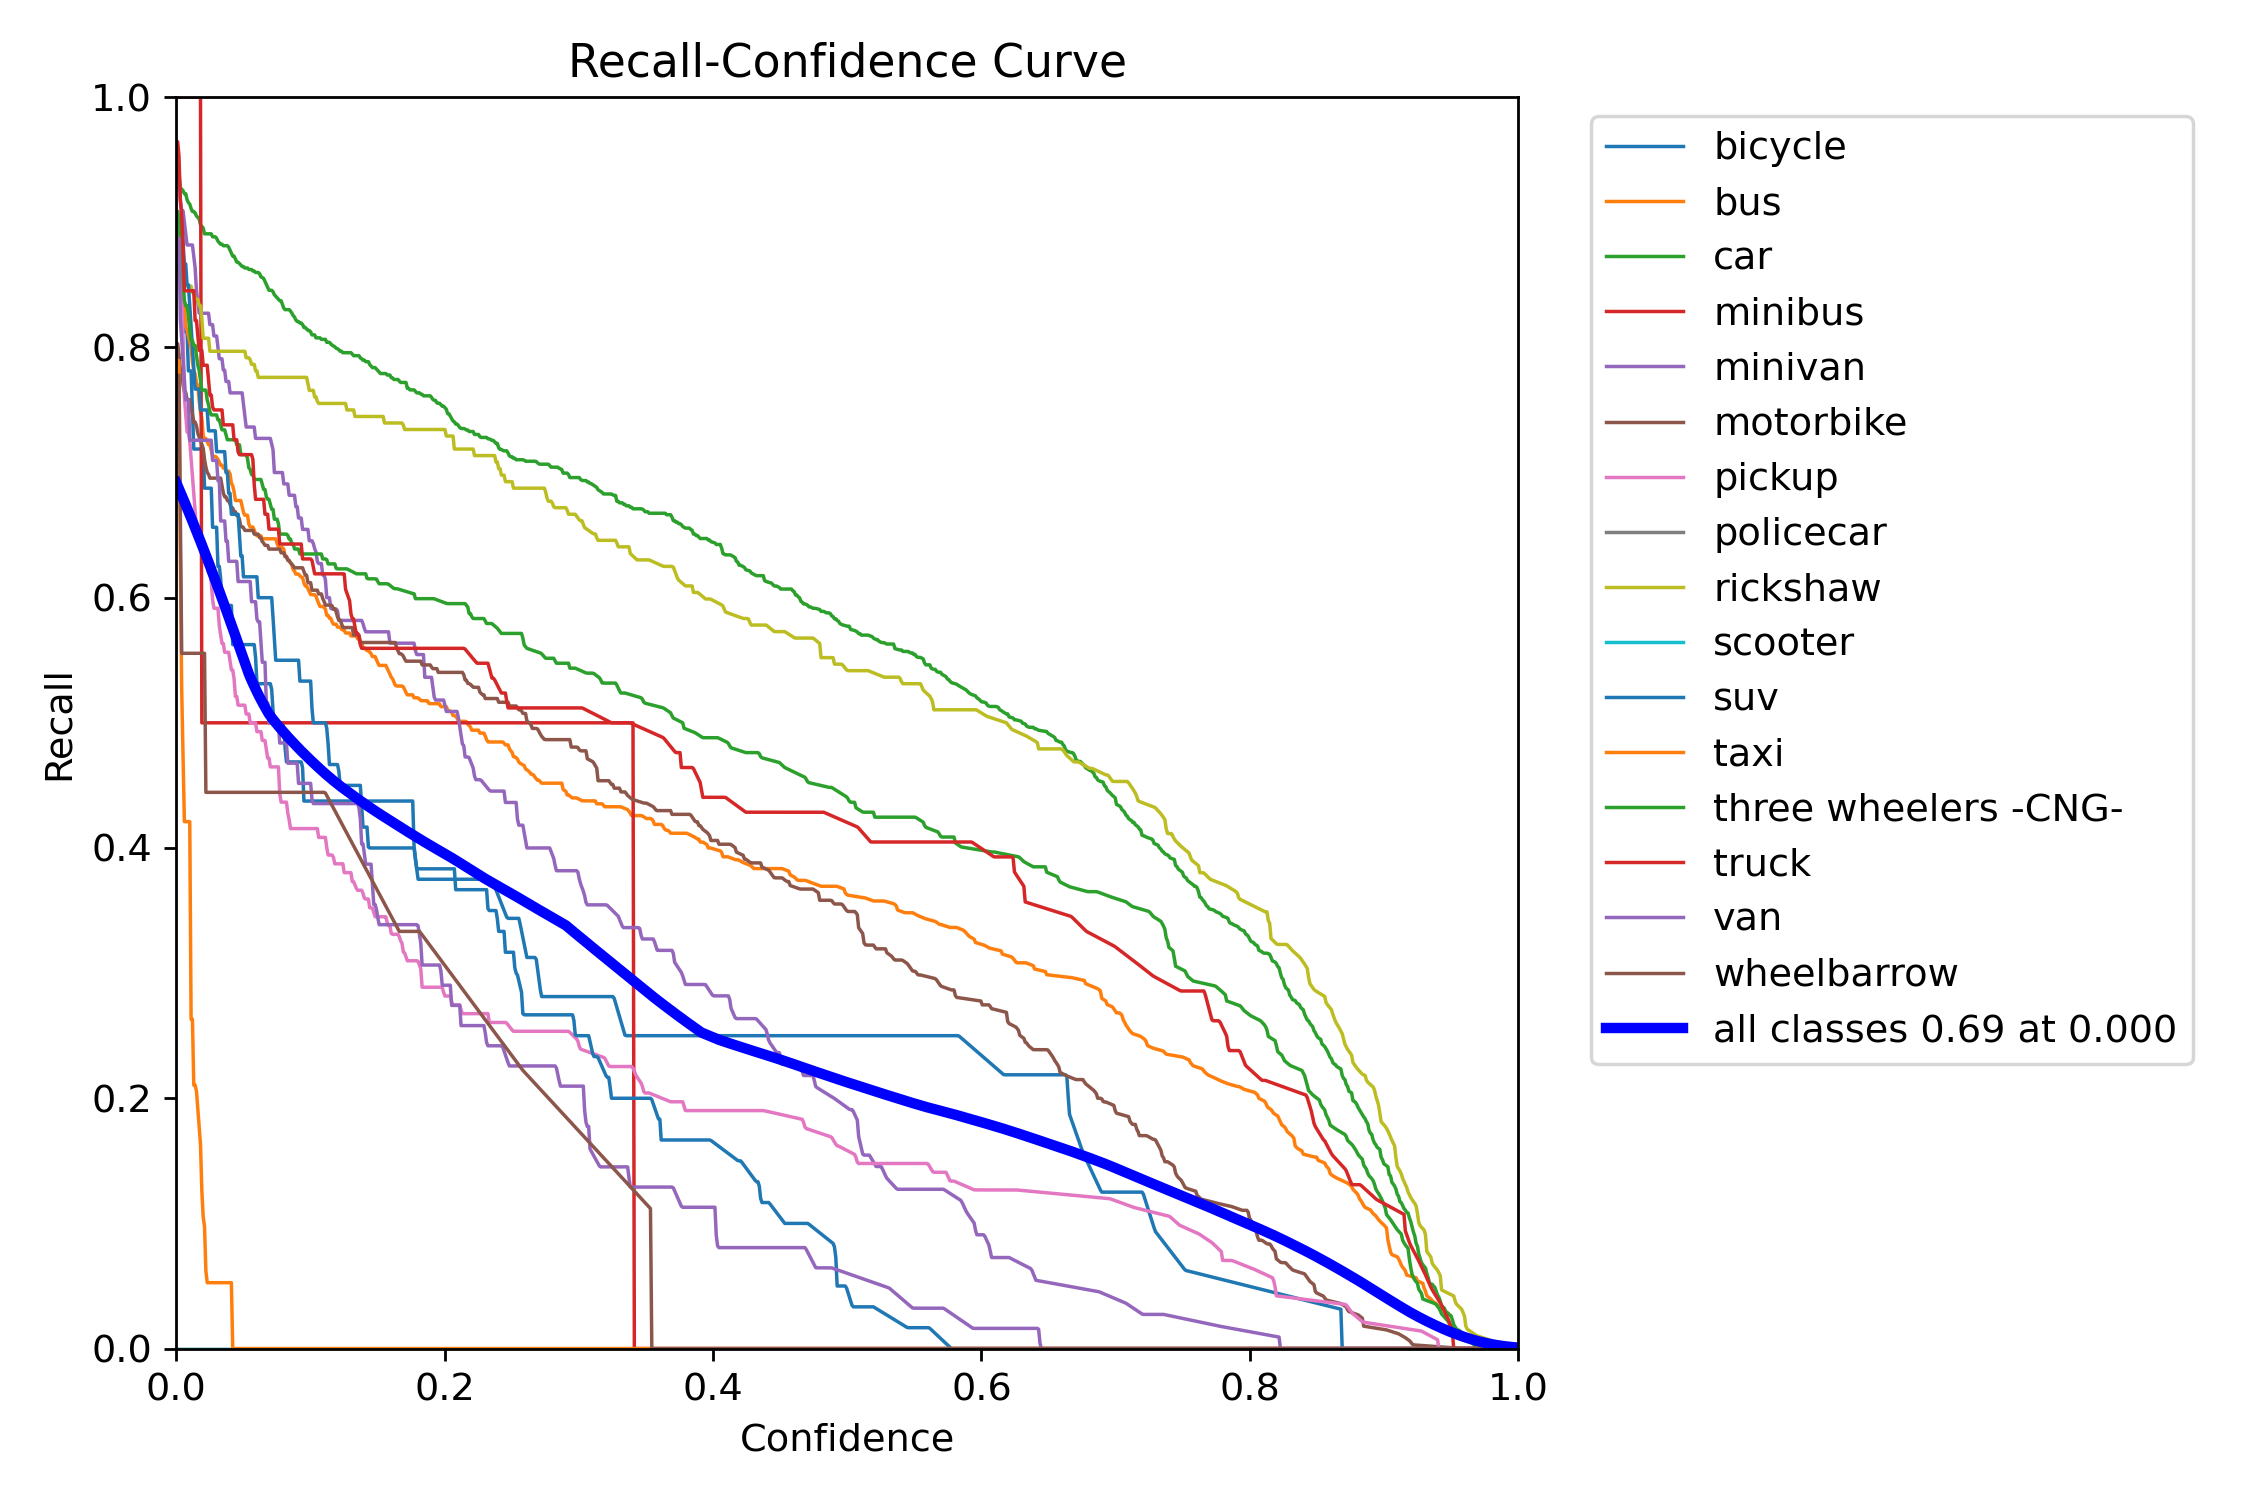 Recall-Confidence Curve
1.0
0.8
0.6
0.4
0.2
0.0
Recall
0.0 0.2 0.4 0.6 0.8 1.0
Confidence
bicycle
bus
car
minibus
minivan
motorbike
pickup
policecar
rickshaw
scooter
suv
taxi
three wheelers -CNG-
truck
van
wheelbarrow
all classes 0.69 at 0.000